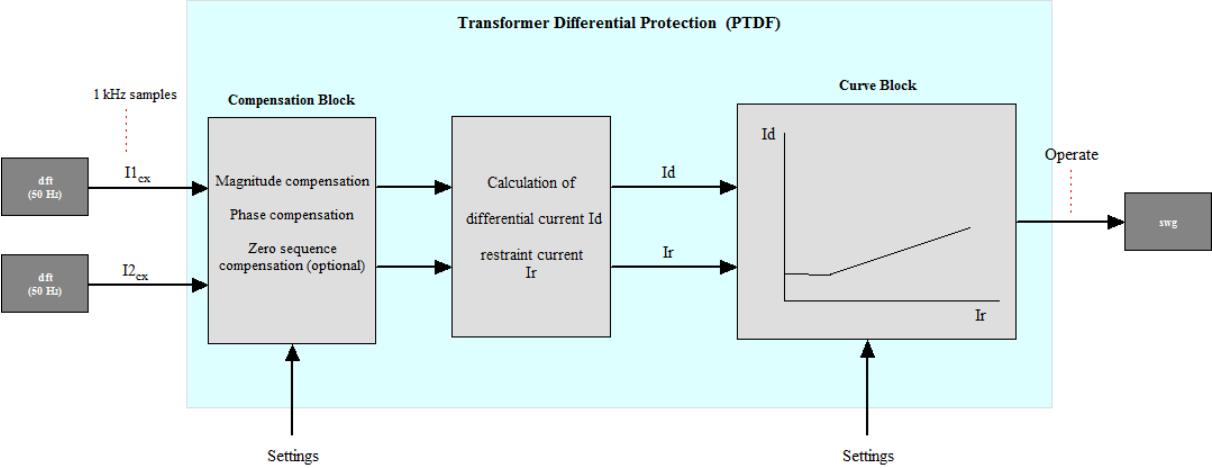 Transformer Differential Protection (PTDF)
1 kHz samples
Compensation Block
Curve Block
dft
(50 Hz)
I1cx
Magnitude compensation
Phase compensation
Zero sequence
compensation (optional)
dft
(50 Hz)
I2cx
Calculation of
differential current Id
restraint current
Ir
Id
Ir
Id
Ir
Operate
swg
Settings
Settings